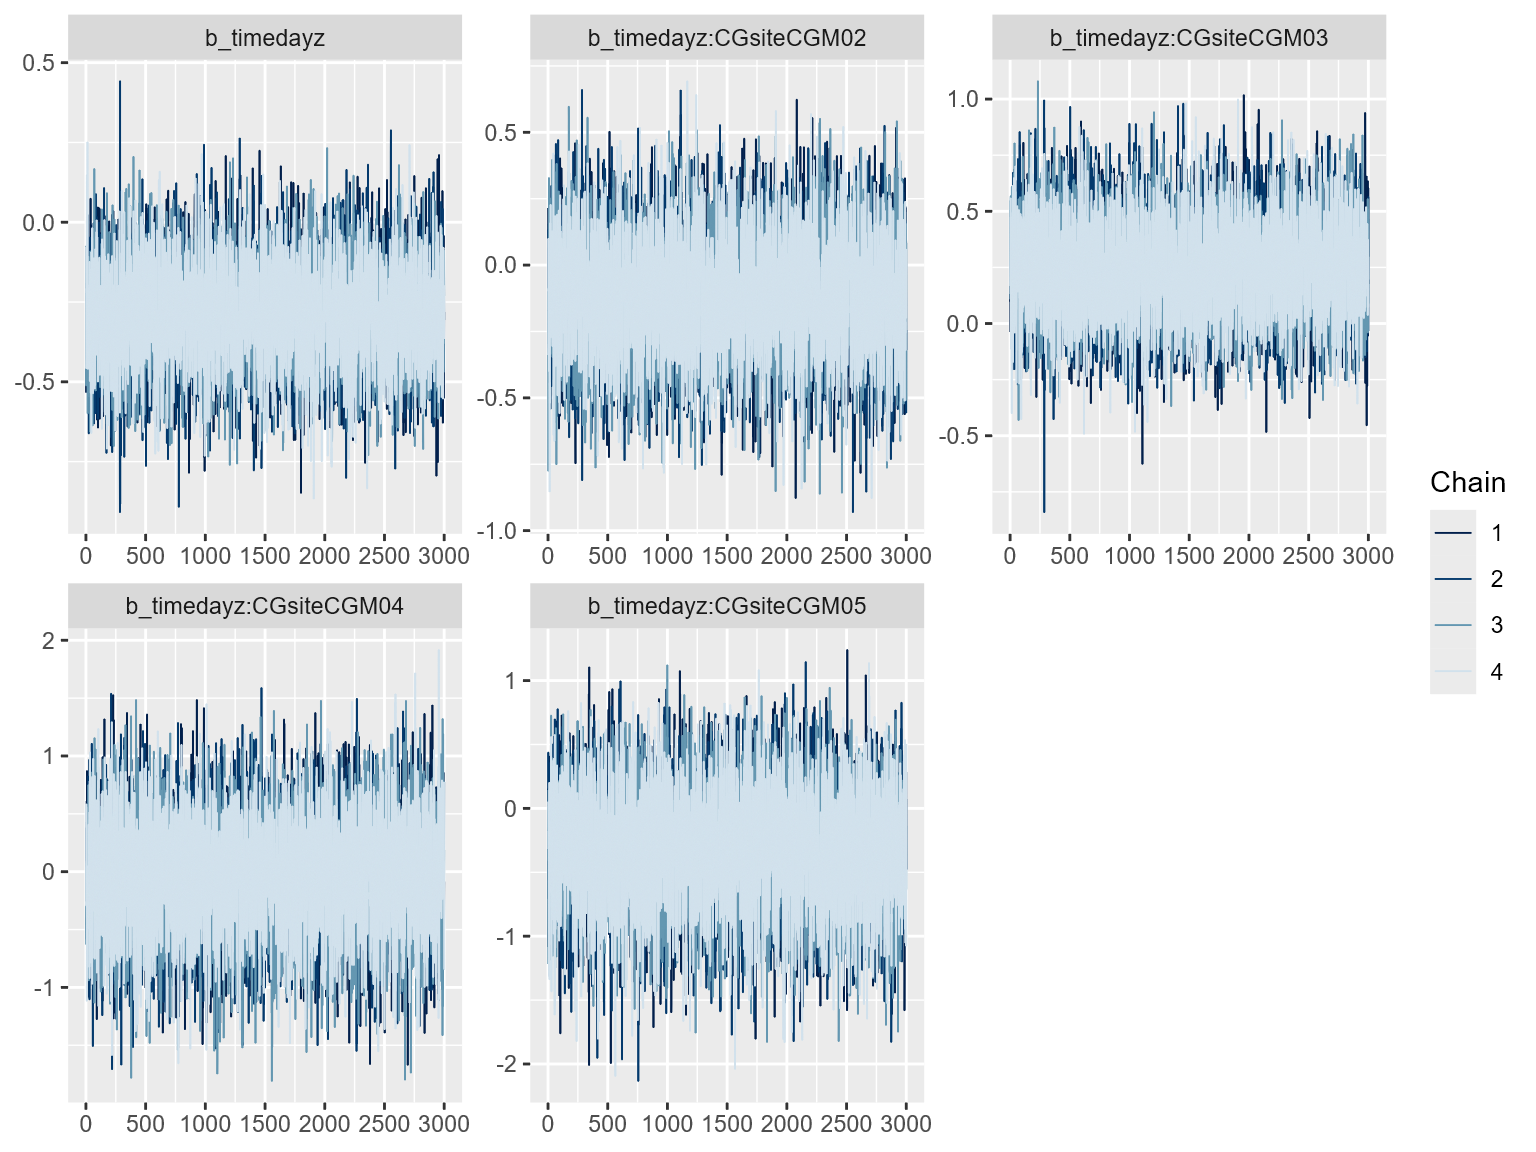 b_timedayz
b_timedayz:CGsiteCGM02
b_timedayz:CGsiteCGM03
0.5
0.0
-0.5
0.5
0.0
-0.5
-1.0
1.0
0.5
0.0
-0.5
0 500 1000 1500 2000 2500 3000
0 500 1000 1500 2000 2500 3000
0 500 1000 1500 2000 2500 3000
b_timedayz:CGsiteCGM04
b_timedayz:CGsiteCGM05
2
1
0
-1
1
0
-1
-2
0 500 1000 1500 2000 2500 3000
0 500 1000 1500 2000 2500 3000
Chain
1
2
3
4